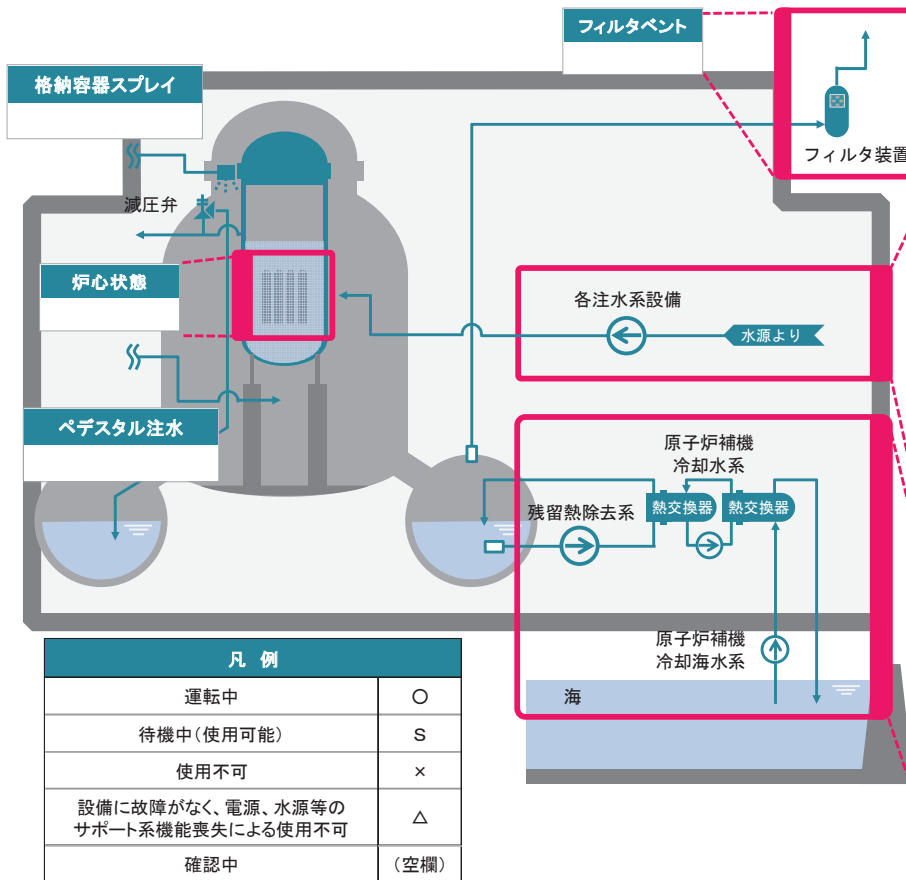 フィルタベント
格納容器スプレイ
フィルタ装置
減圧弁
炉心状態
各注水系設備
水源より
ペデスタル注水
原子炉補機
冷却水系
残留熱除去系
熱交換器
熱交換器
原子炉補機
冷却海水系
海
凡 例
運転中 ○
待機中(使用可能) S
使用不可 ×
設備に故障がなく、電源、水源等の
サポート系機能喪失による使用不可 △
確認中 (空欄)